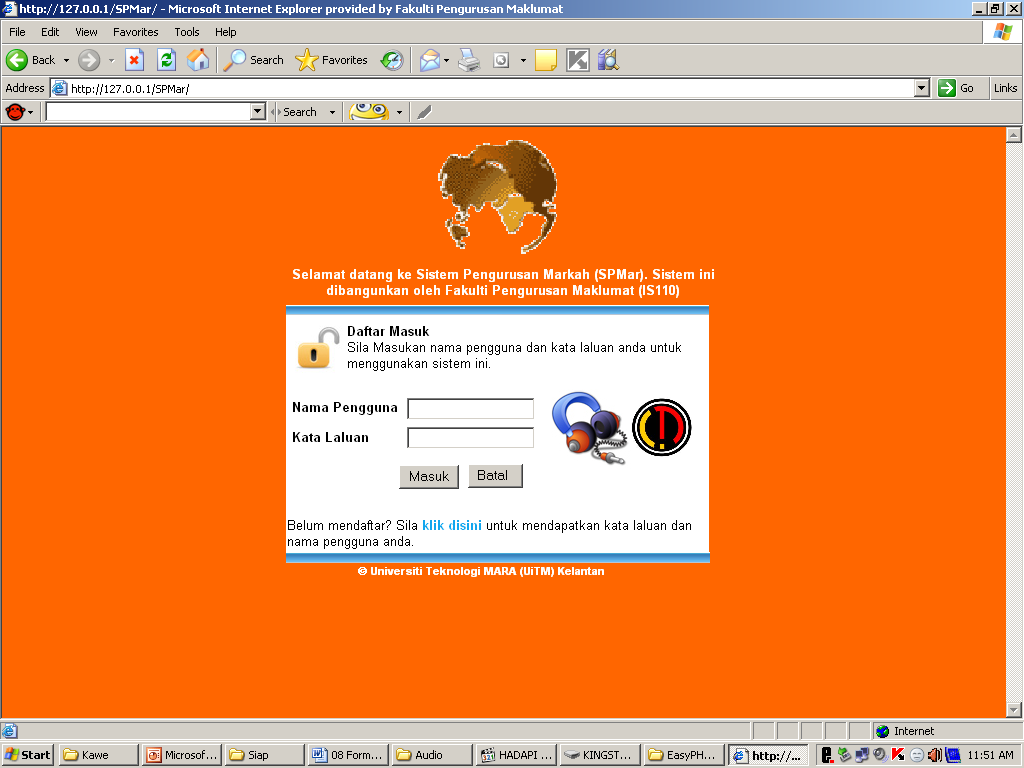 http://127.0.0.1/SPMar/ - Microsoft Internet Explorer provided by Fakulti Pengurusan Maklumat
File Edit View Favorites Tools Help
Back Search Favorites
Address http://127.0.0.1/SPMar/ Go Links
Search
Selamat datang ke Sistem Pengurusan Markah (SPMar). Sistem ini
dibangunkan oleh Fakulti Pengurusan Maklumat (IS110)
Daftar Masuk
Sila Masukan nama pengguna dan kata laluan anda untuk
menggunakan sistem ini.
Nama Pengguna
Kata Laluan
Masuk Batal
Belum mendaftar? Sila klik disini untuk mendapatkan kata laluan dan
nama pengguna anda.
© Universiti Teknologi MARA (UiTM) Kelantan
Internet
Start Kawe Microsof... Siap 08 Form... Audio HADAPI ... KINGST... EasyPH... http://... 11:51 AM